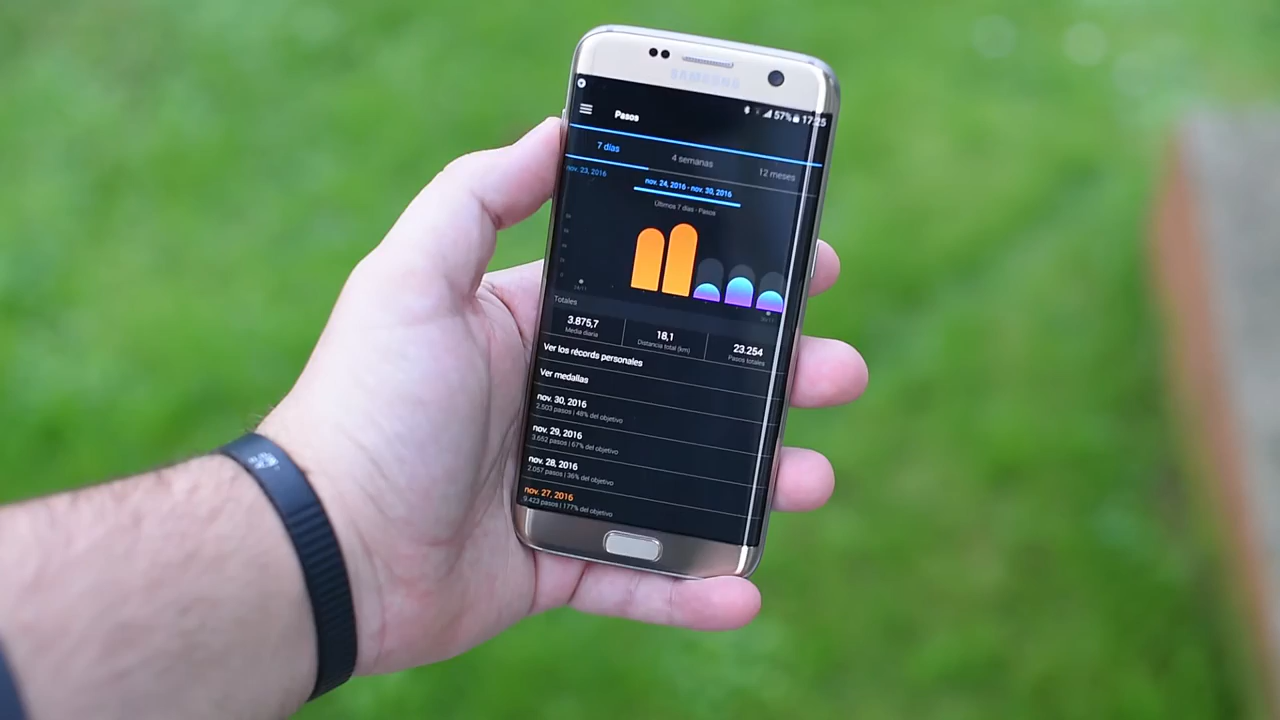 SAMSUNG
57% 17:25
Pasos
7 días
4 semanas
12 meses
nov. 23, 2016
nov. 24, 2016 - nov. 30, 2016
Últimos 7 días - Pasos
Totales
3.875,7
Media diaria
18,1
Distancia total (km)
23.254
Pasos totales
Ver los récords personales
Ver medallas
nov. 30, 2016
2.503 pasos | 48% del objetivo
nov. 29, 2016
3.652 pasos | 67% del objetivo
nov. 28, 2016
2.057 pasos | 36% del objetivo
nov. 27, 2016
9.423 pasos | 177% del objetivo